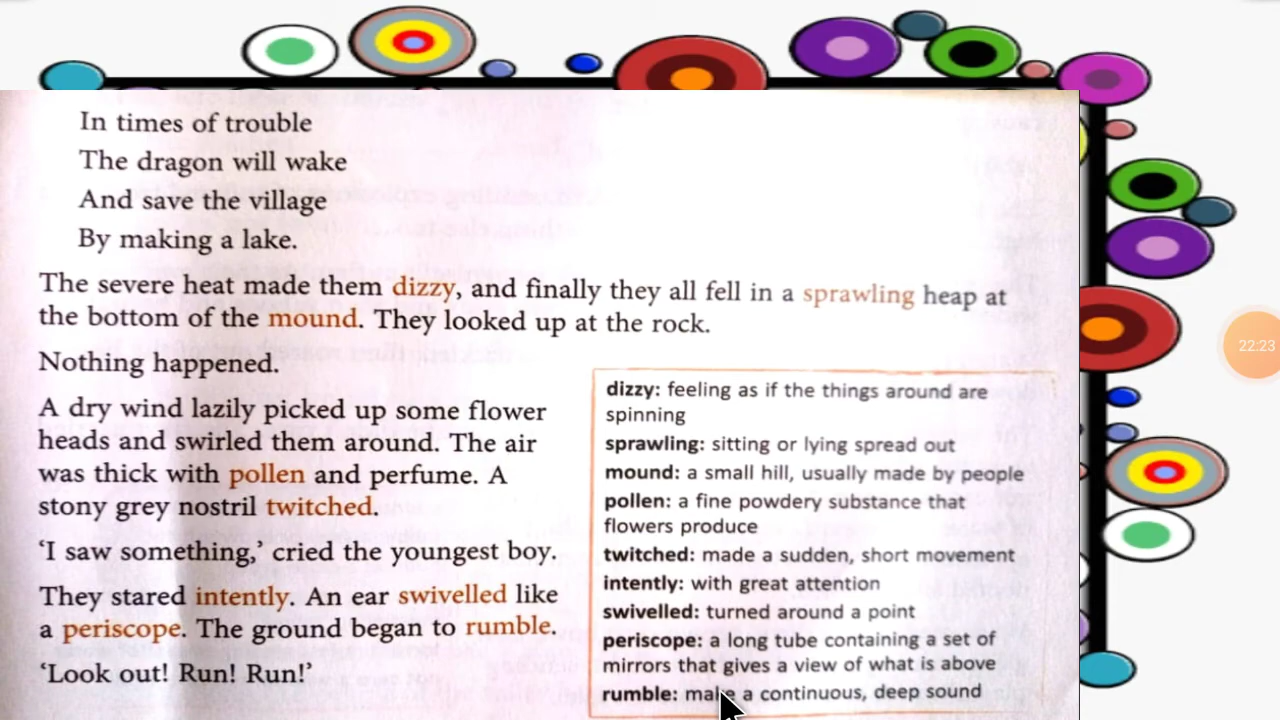 In times of trouble
The dragon will wake
And save the village
By making a lake.
The severe heat made them dizzy, and finally they all fell in a sprawling heap at
the bottom of the mound. They looked up at the rock.
Nothing happened.
A dry wind lazily picked up some flower
heads and swirled them around. The air
was thick with pollen and perfume. A
stony grey nostril twitched.
‘I saw something,’ cried the youngest boy.
They stared intently. An ear swivelled like
a periscope. The ground began to rumble.
‘Look out! Run! Run!’
dizzy: feeling as if the things around are
spinning
sprawling: sitting or lying spread out
mound: a small hill, usually made by people
pollen: a fine powdery substance that
flowers produce
twitched: made a sudden, short movement
intently: with great attention
swivelled: turned around a point
periscope: a long tube containing a set of
mirrors that gives a view of what is above
rumble: make a continuous, deep sound
22:23